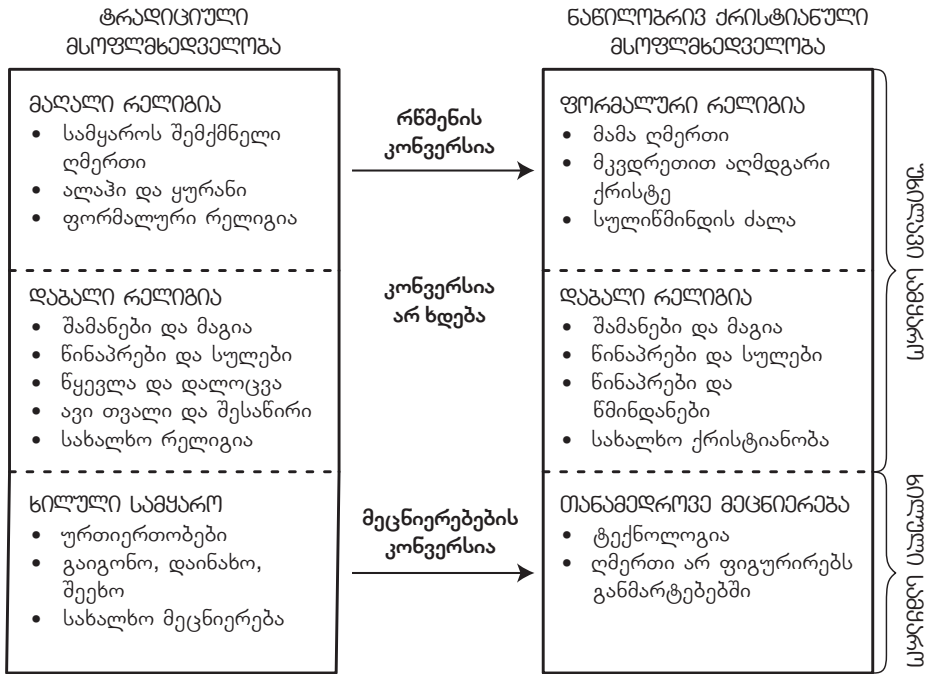 ტრადიციული
მსოფლმხედველობა
ნაწილობრივ ქრისტიანული
მსოფლმხედველობა
მაღალი რელიგია
• სამყაროს შემქმნელი
ღმერთი
• ალაჰი და ყურანი
• ფორმალური რელიგია
რწმენის
კონვერსია
ფორმალური რელიგია
• მამა ღმერთი
• მკვდრეთით აღმდგარი
ქრისტე
• სულიწმინდის ძალა
უხილავი სამყარო
დაბალი რელიგია
• შამანები და მაგია
• წინაპრები და სულები
• წყევლა და დალოცვა
• ავი თვალი და შესაწირი
• სახალხო რელიგია
კონვერსია
არ ხდება
დაბალი რელიგია
• შამანები და მაგია
• წინაპრები და სულები
• წინაპრები და
წმინდანები
• სახალხო ქრისტიანობა
ხილული სამყარო
• ურთიერთობები
• გაიგონო, დაინახო,
შეეხო
• სახალხო მეცნიერება
მეცნიერებების
კონვერსია
თანამედროვე მეცნიერება
• ტექნოლოგია
• ღმერთი არ ფიგურირებს
განმარტებებში
ხილული სამყარო